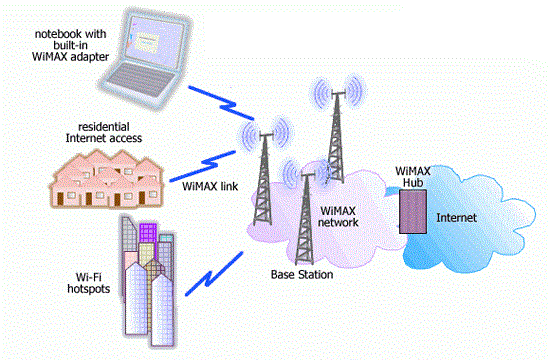 notebook with
built-in
WiMAX adapter
residential
Internet access
WiMAX link
WiMAX
Hub
WiMAX
network
Internet
Base Station
Wi-Fi
hotspots